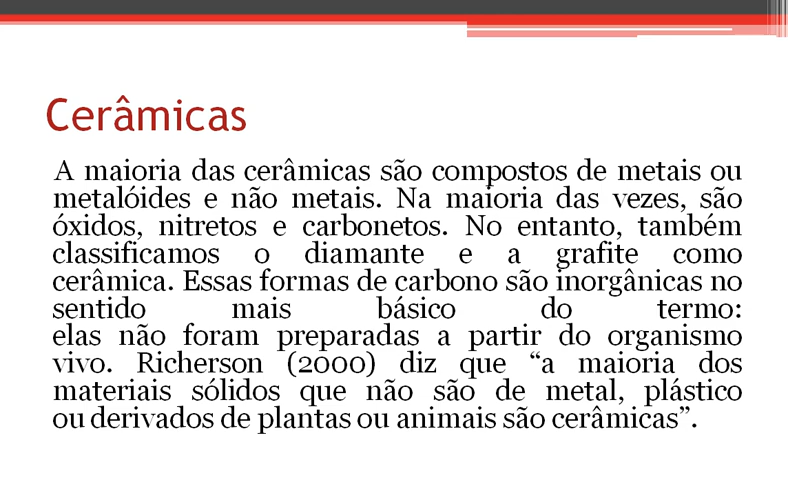 Cerâmicas
A maioria das cerâmicas são compostos de metais ou
metalóides e não metais. Na maioria das vezes, são
óxidos, nitretos e carbonetos. No entanto, também
classificamos o diamante e a grafite como
cerâmica. Essas formas de carbono são inorgânicas no
sentido mais básico do termo:
elas não foram preparadas a partir do organismo
vivo. Richerson (2000) diz que “a maioria dos
materiais sólidos que não são de metal, plástico
ou derivados de plantas ou animais são cerâmicas”.